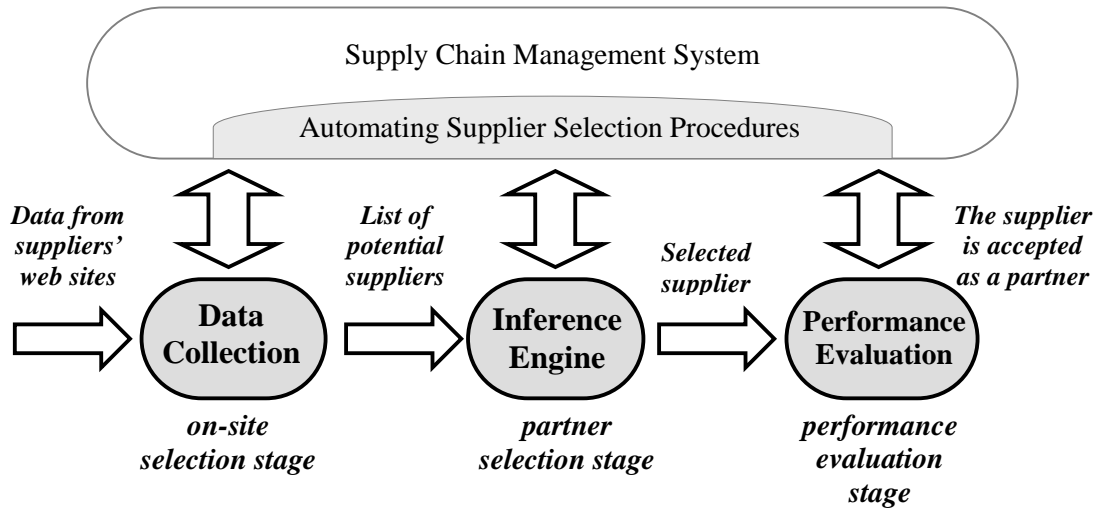 Supply Chain Management System
Automating Supplier Selection Procedures
Data from
suppliers’
web sites
List of
potential
suppliers
Selected
supplier
The supplier
is accepted
as a partner
Data
Collection
Inference
Engine
Performance
Evaluation
on-site
selection stage
partner
selection stage
performance
evaluation
stage